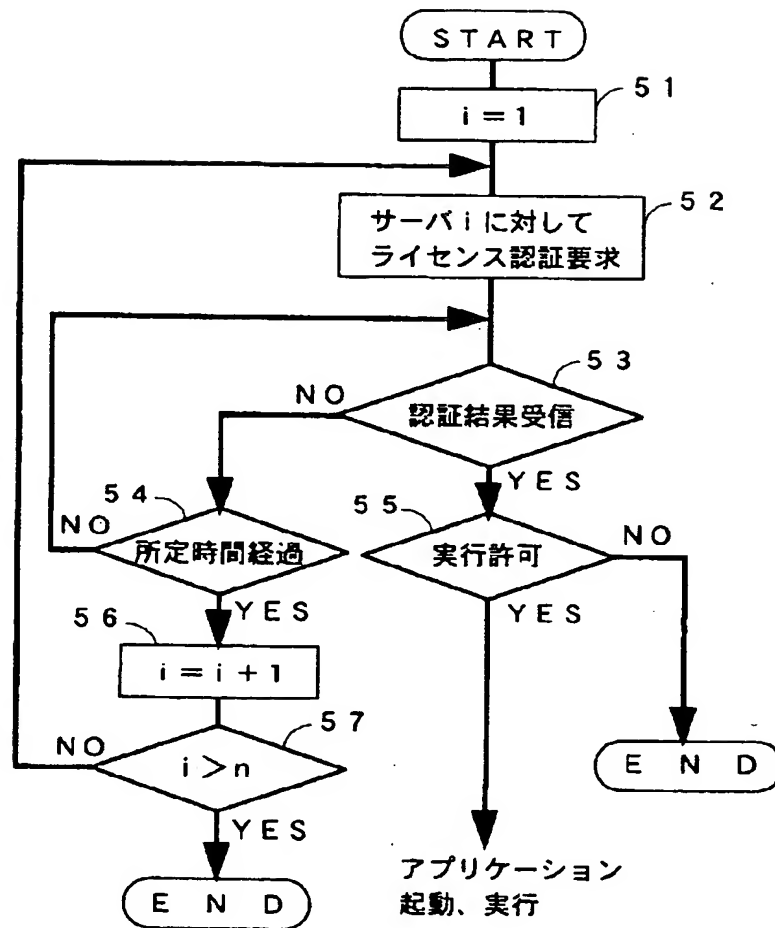 START
51
i=1
52
サーバiに対して
ライセンス認証要求
53
NO
認証結果受信
YES
54
NO
所定時間経過
YES
55
実行許可
NO
YES
56
i=i+1
57
NO
i>n
YES
END
END
アプリケーション
起動、実行